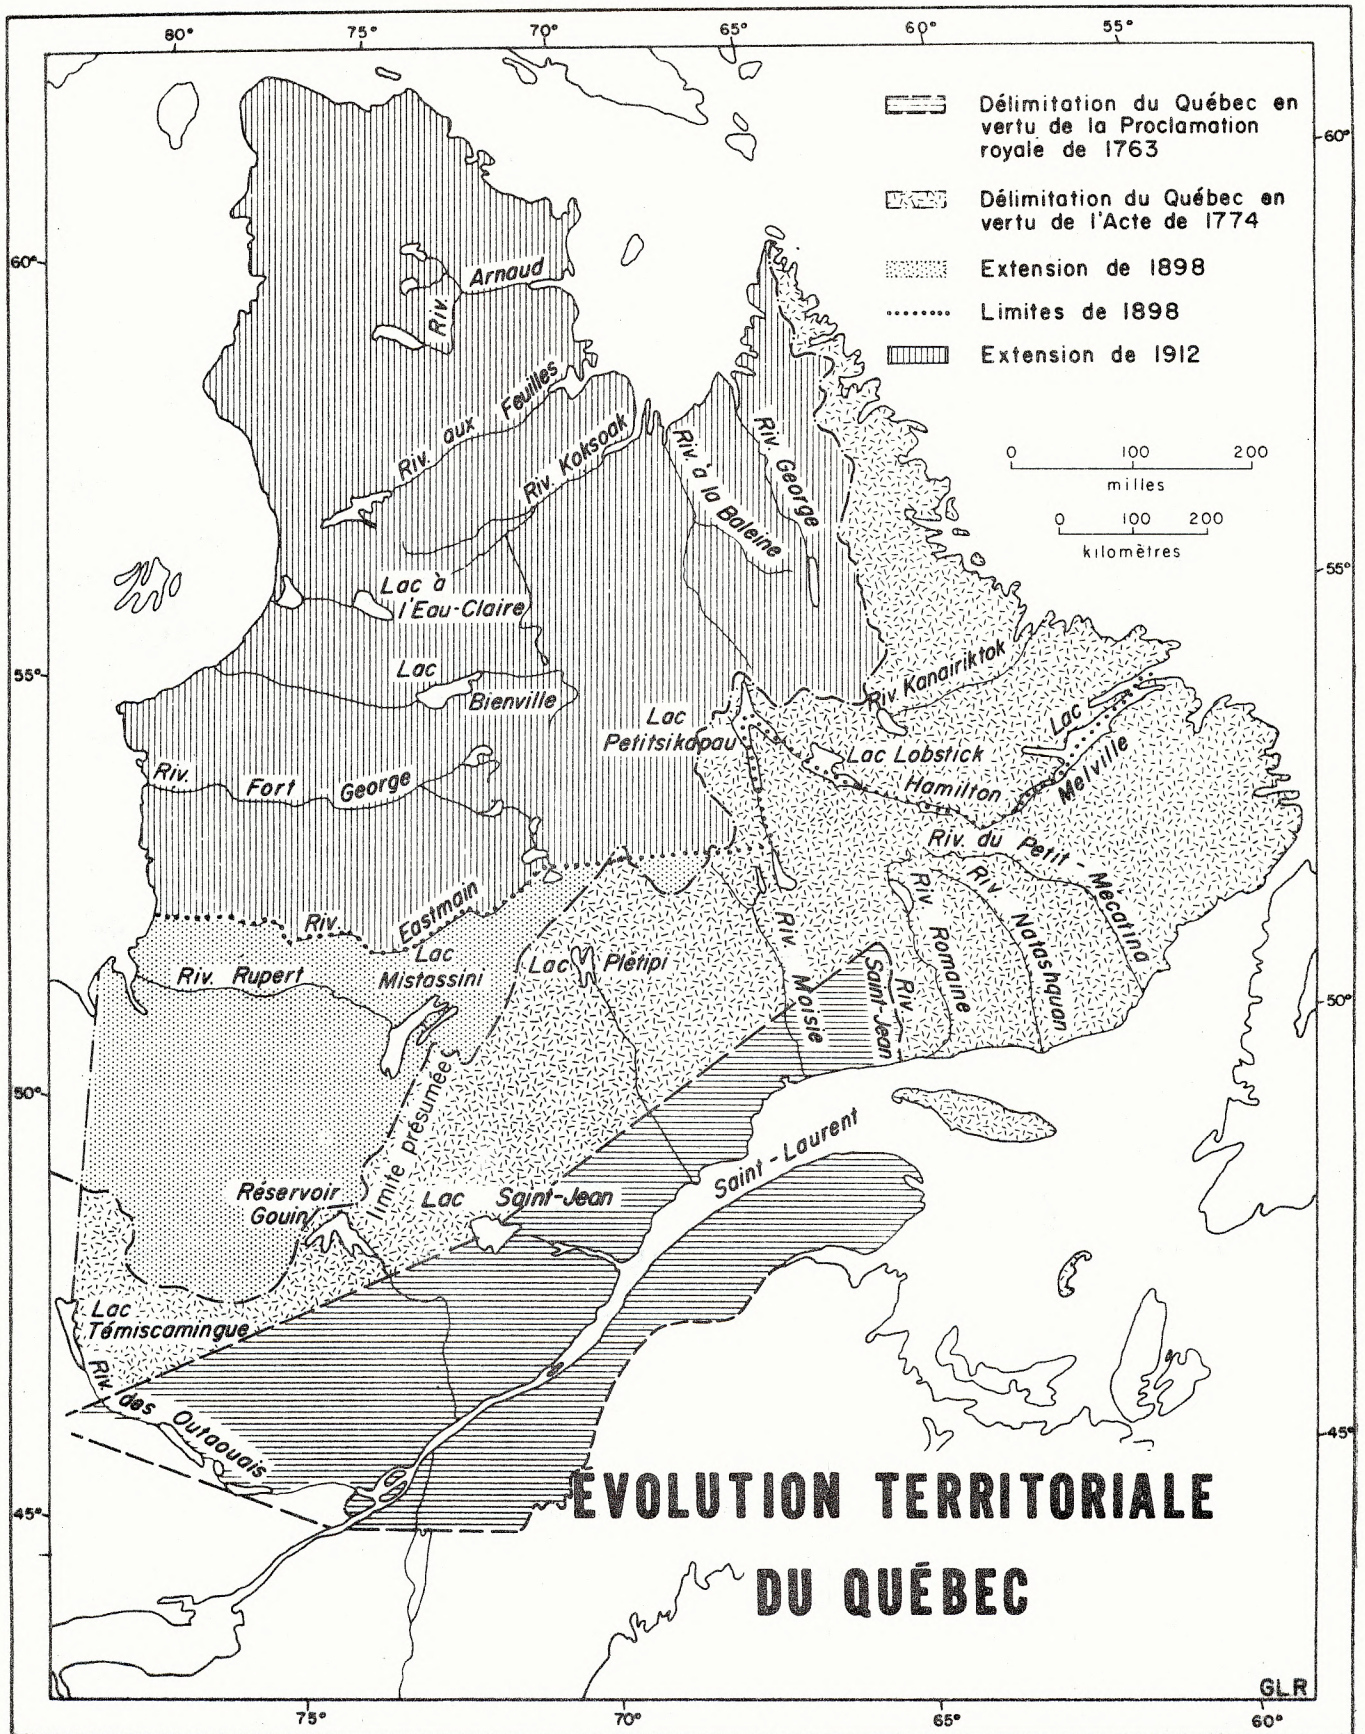 80°
75°
70°
65°
60°
55°
Délimitation du Québec en
vertu de la Proclamation
royale de 1763
Délimitation du Québec en
vertu de l'Acte de 1774
Extension de 1898
Limites de 1898
Extension de 1912
0 100 200
milles
0 100 200
kilomètres
60°
60°
55°
55°
50°
50°
45°
45°
Riv. Arnaud
Riv. aux Feuilles
Riv. Koksoak
Riv. à la Baleine
Riv. George
Lac à
l'Eau-Claire
Lac
Bienville
Riv Kanairiktok
Lac
Petitsikapau
Lac Lobstick
Hamilton
Lac Melville
Riv. Fort George
Riv. du Petit-Mécatina
Riv. Eastmain
Riv. Rupert
Lac
Mistassini
Lac Plétipi
Riv. Moisie
Riv. Saint-Jean
Riv Romaine
Riv Natashquan
limite présumée
Réservoir
Gouin
Lac Saint-Jean
Saint-Laurent
Lac
Témiscamingue
Riv. des Outaouais
ÉVOLUTION TERRITORIALE
DU QUÉBEC
GLR
75°
70°
65°
60°